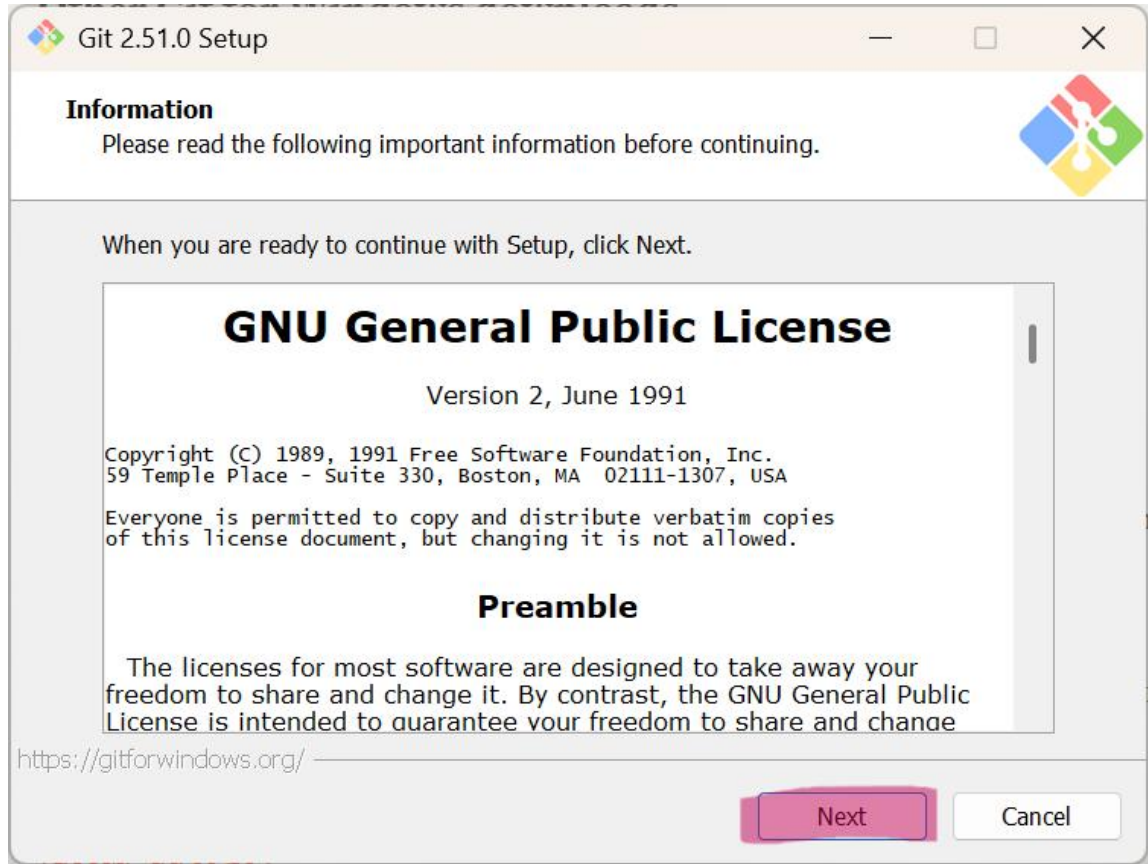 Git 2.51.0 Setup
Information
Please read the following important information before continuing.
When you are ready to continue with Setup, click Next.
GNU General Public License
Version 2, June 1991
Copyright (C) 1989, 1991 Free Software Foundation, Inc.
59 Temple Place - Suite 330, Boston, MA  02111-1307, USA
Everyone is permitted to copy and distribute verbatim copies
of this license document, but changing it is not allowed.
Preamble
The licenses for most software are designed to take away your
freedom to share and change it. By contrast, the GNU General Public
License is intended to guarantee your freedom to share and change
https://gitforwindows.org/
Next
Cancel